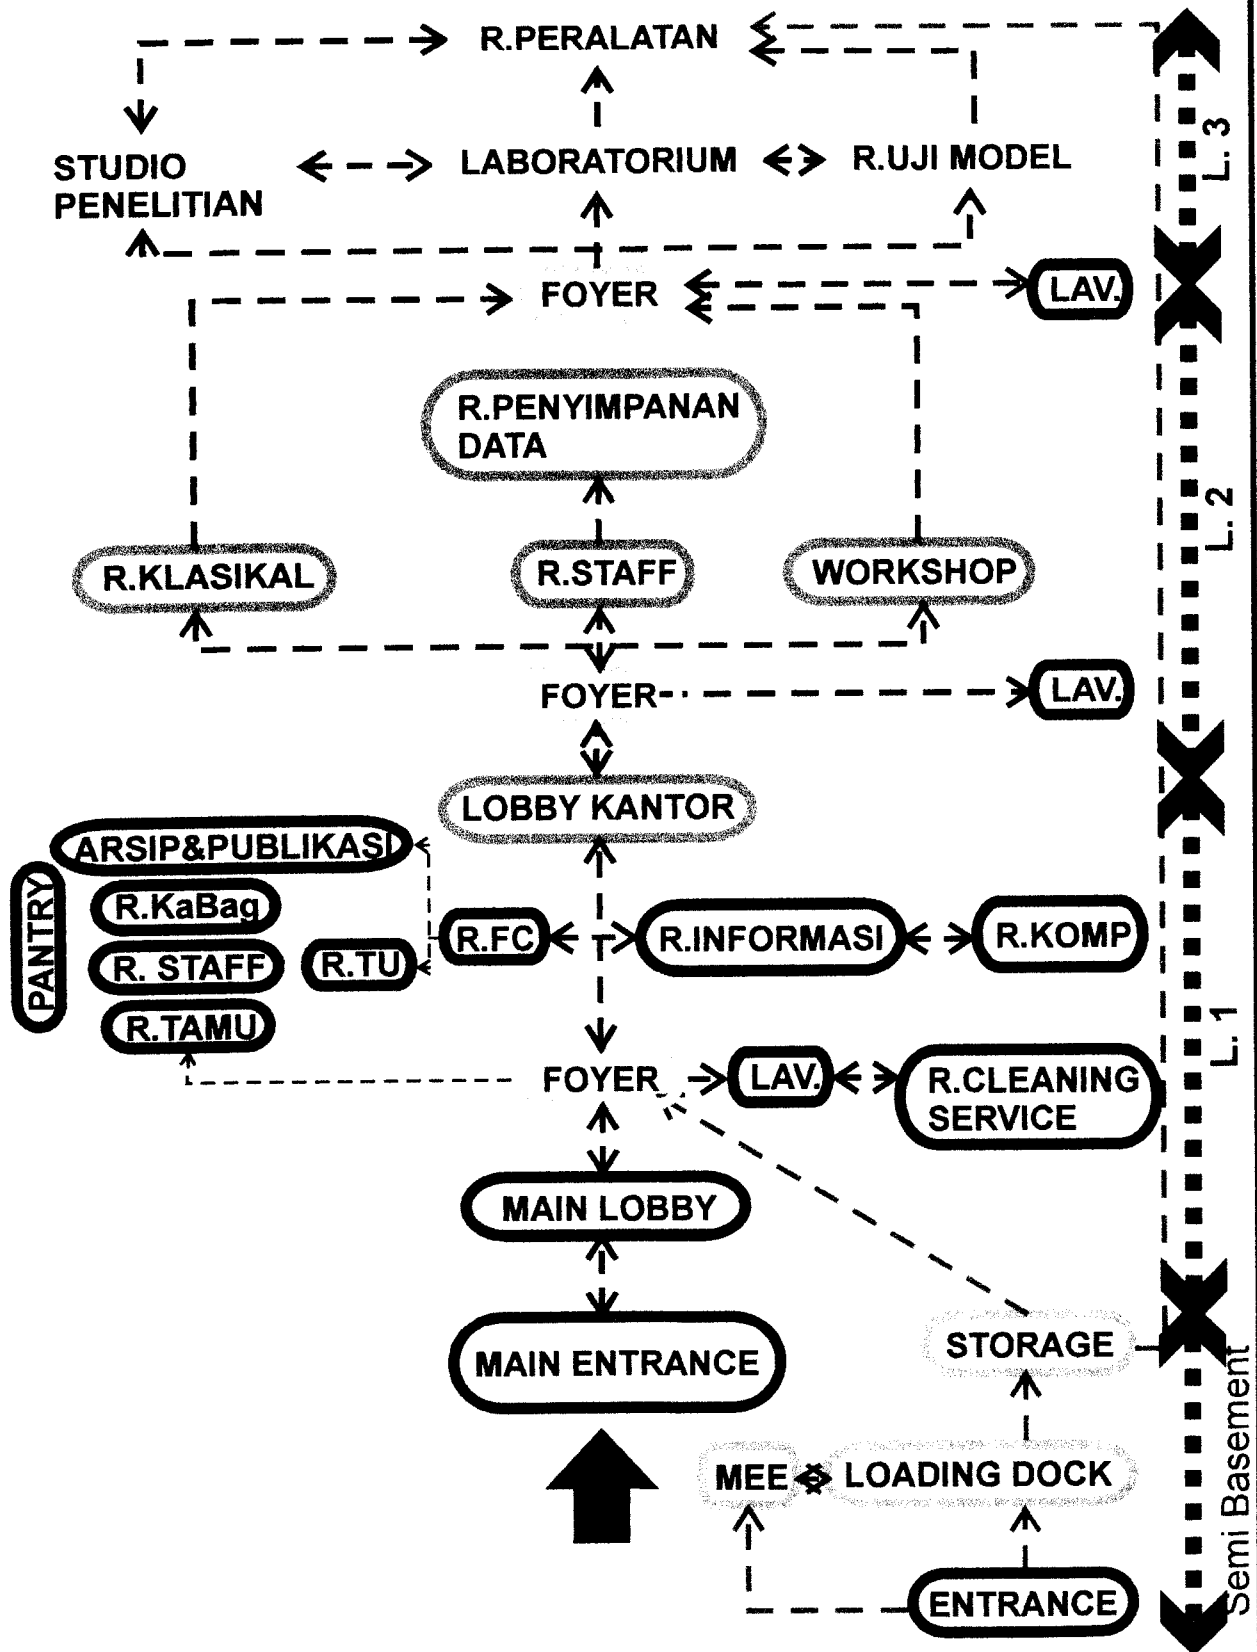 R.PERALATAN
STUDIO
PENELITIAN
LABORATORIUM
R.UJI MODEL
L. 3
FOYER
LAV.
R.PENYIMPANAN
DATA
L. 2
R.KLASIKAL
R.STAFF
WORKSHOP
FOYER
LAV.
LOBBY KANTOR
ARSIP&PUBLIKASI
PANTRY
R.KaBag
R.FC
R.INFORMASI
R.KOMP
R. STAFF
R.TU
R.TAMU
L. 1
FOYER
LAV.
R.CLEANING
SERVICE
MAIN LOBBY
MAIN ENTRANCE
STORAGE
Semi Basement
MEE
LOADING DOCK
ENTRANCE